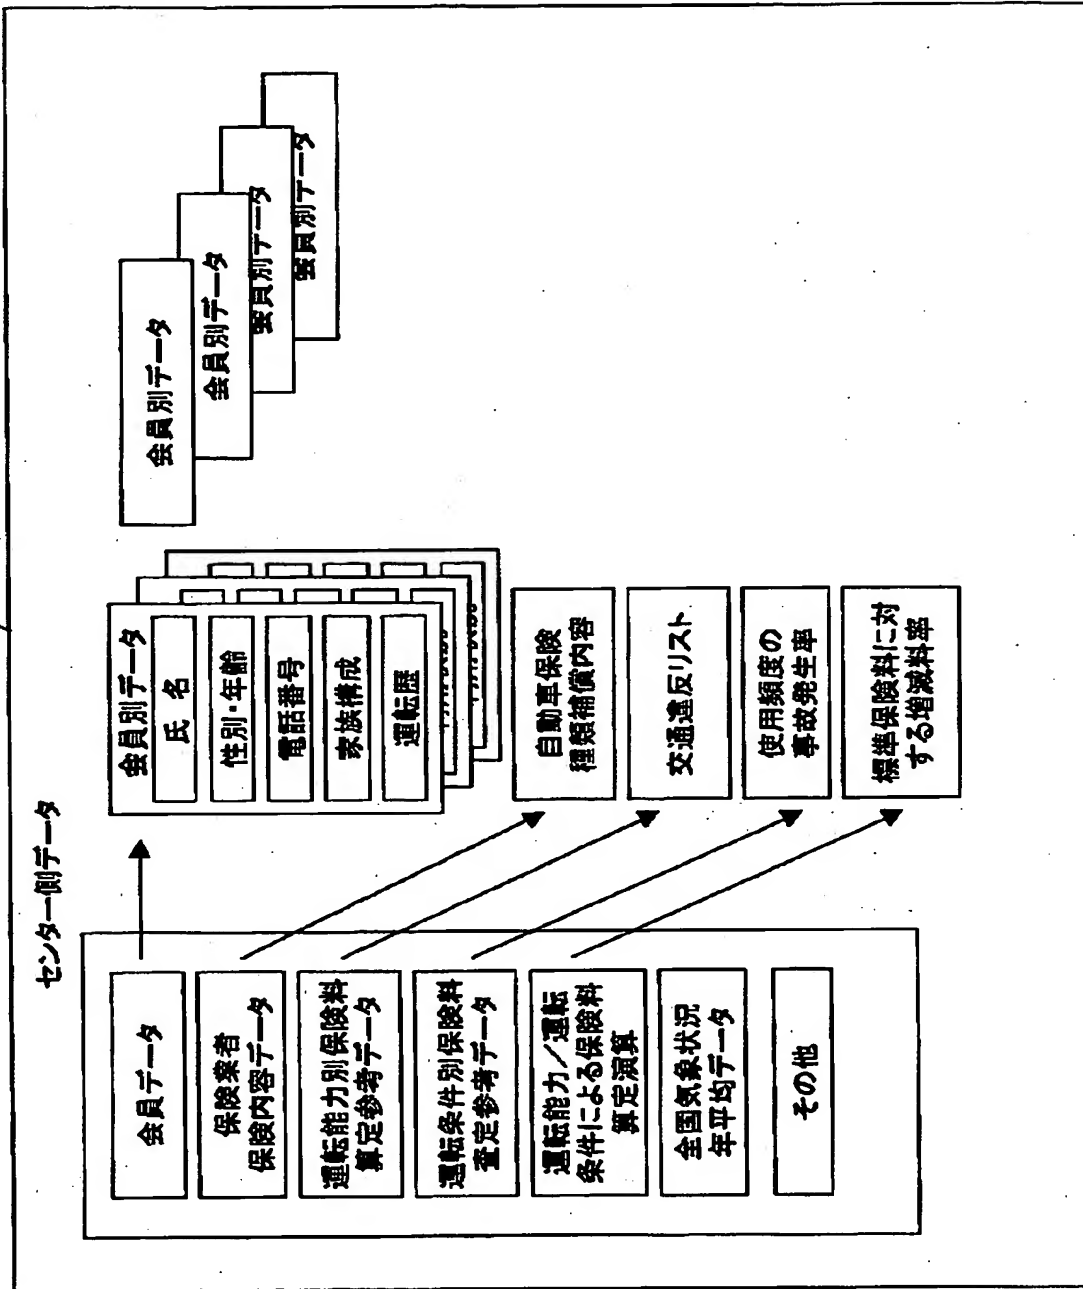 センター側データ
会員データ
保険業者
保険内容データ
運転能力別保険料
算定参考データ
運転条件別保険料
査定参考データ
運転能力／運転
条件による保険料
算定演算
全国気象状況
年平均データ
その他
会員別データ
氏 名
性別・年齢
電話番号
家族構成
運転歴
自動車保険
種類補償内容
交通違反リスト
使用頻度の
事故発生率
標準保険料に対
する増減料率
会員別データ
会員別データ
会員別データ
会員別データ